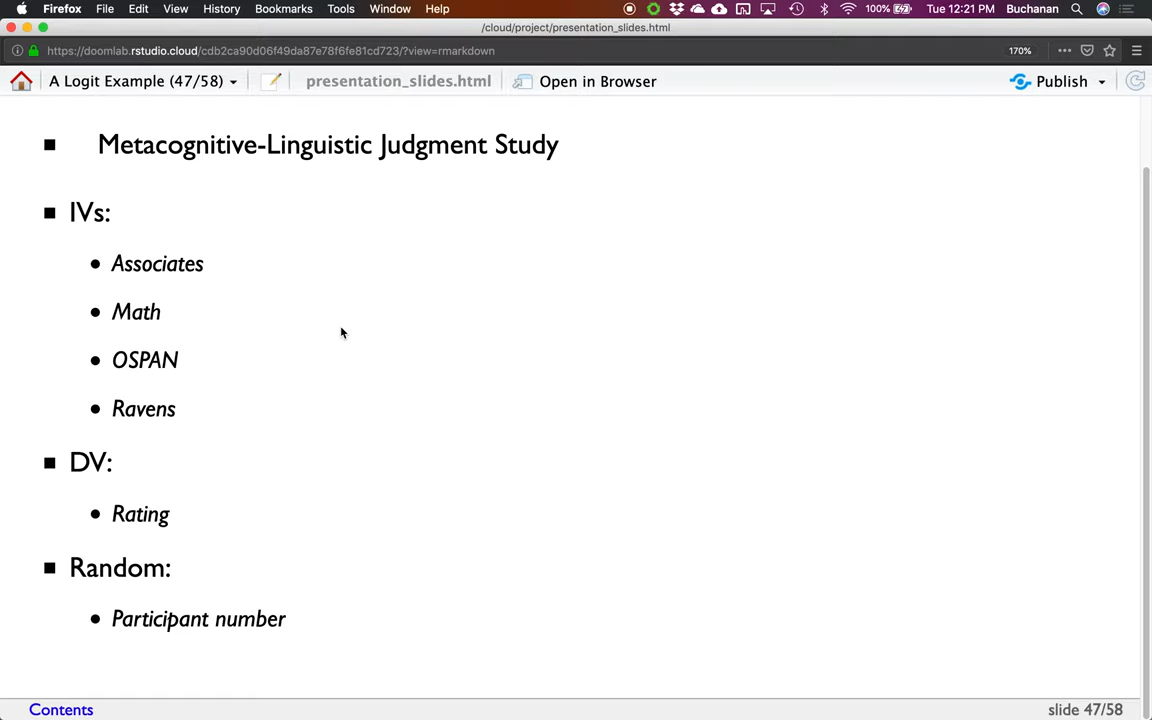 Firefox File Edit View History Bookmarks Tools Window Help 100% Tue 12:21 PM Buchanan
/cloud/project/presentation_slides.html
https://doomlab.rstudio.cloud/cdb2ca90d06f49da87e78f6fe81cd723/?view=rmarkdown 170%
A Logit Example (47/58) presentation_slides.html Open in Browser Publish
Metacognitive-Linguistic Judgment Study
IVs:
Associates
Math
OSPAN
Ravens
DV:
Rating
Random:
Participant number
Contents slide 47/58